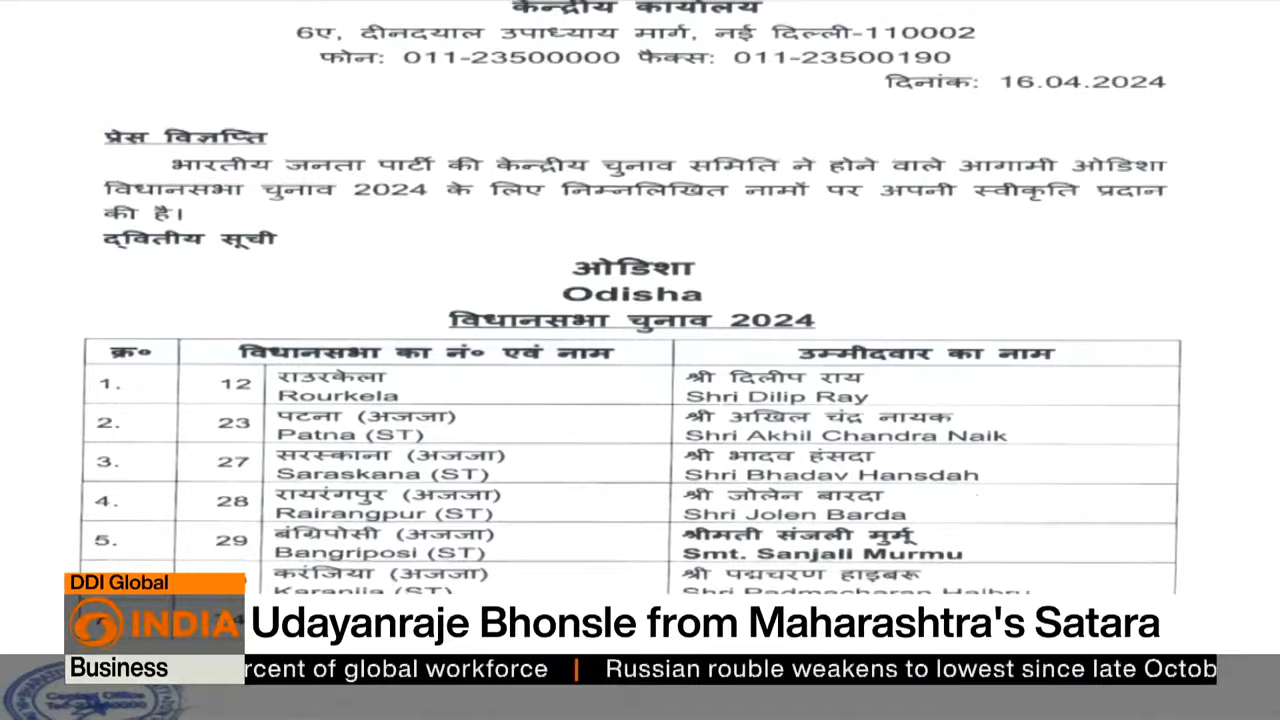 केन्द्रीय कार्यालय
6ए, दीनदयाल उपाध्याय मार्ग, नई दिल्ली-110002
फोन: 011-23500000 फैक्स: 011-23500190
दिनांक: 16.04.2024
प्रेस विज्ञप्ति
भारतीय जनता पार्टी की केन्द्रीय चुनाव समिति ने होने वाले आगामी ओडिशा
विधानसभा चुनाव 2024 के लिए निम्नलिखित नामों पर अपनी स्वीकृति प्रदान
की है।
द्वितीय सूची
ओडिशा
Odisha
विधानसभा चुनाव 2024
क्र० विधानसभा का नं० एवं नाम उम्मीदवार का नाम
1. 12 राउरकेला श्री दिलीप राय
Rourkela Shri Dilip Ray
2. 23 पटना (अजजा) श्री अखिल चंद्र नायक
Patna (ST) Shri Akhil Chandra Naik
3. 27 सरस्काना (अजजा) श्री भादव हंसदा
Saraskana (ST) Shri Bhadav Hansdah
4. 28 रायरंगपुर (अजजा) श्री जोलेन बारदा
Rairangpur (ST) Shri Jolen Barda
5. 29 बंग्रिपोसी (अजजा) श्रीमती संजली मुर्मू
Bangriposi (ST) Smt. Sanjali Murmu
करंजिया (अजजा) श्री पद्मचरण हाइबरू
Karanjia (ST) Shri Padmacharan Haibru
DDI Global
INDIA Udayanraje Bhonsle from Maharashtra's Satara
Business rcent of global workforce | Russian rouble weakens to lowest since late Octob